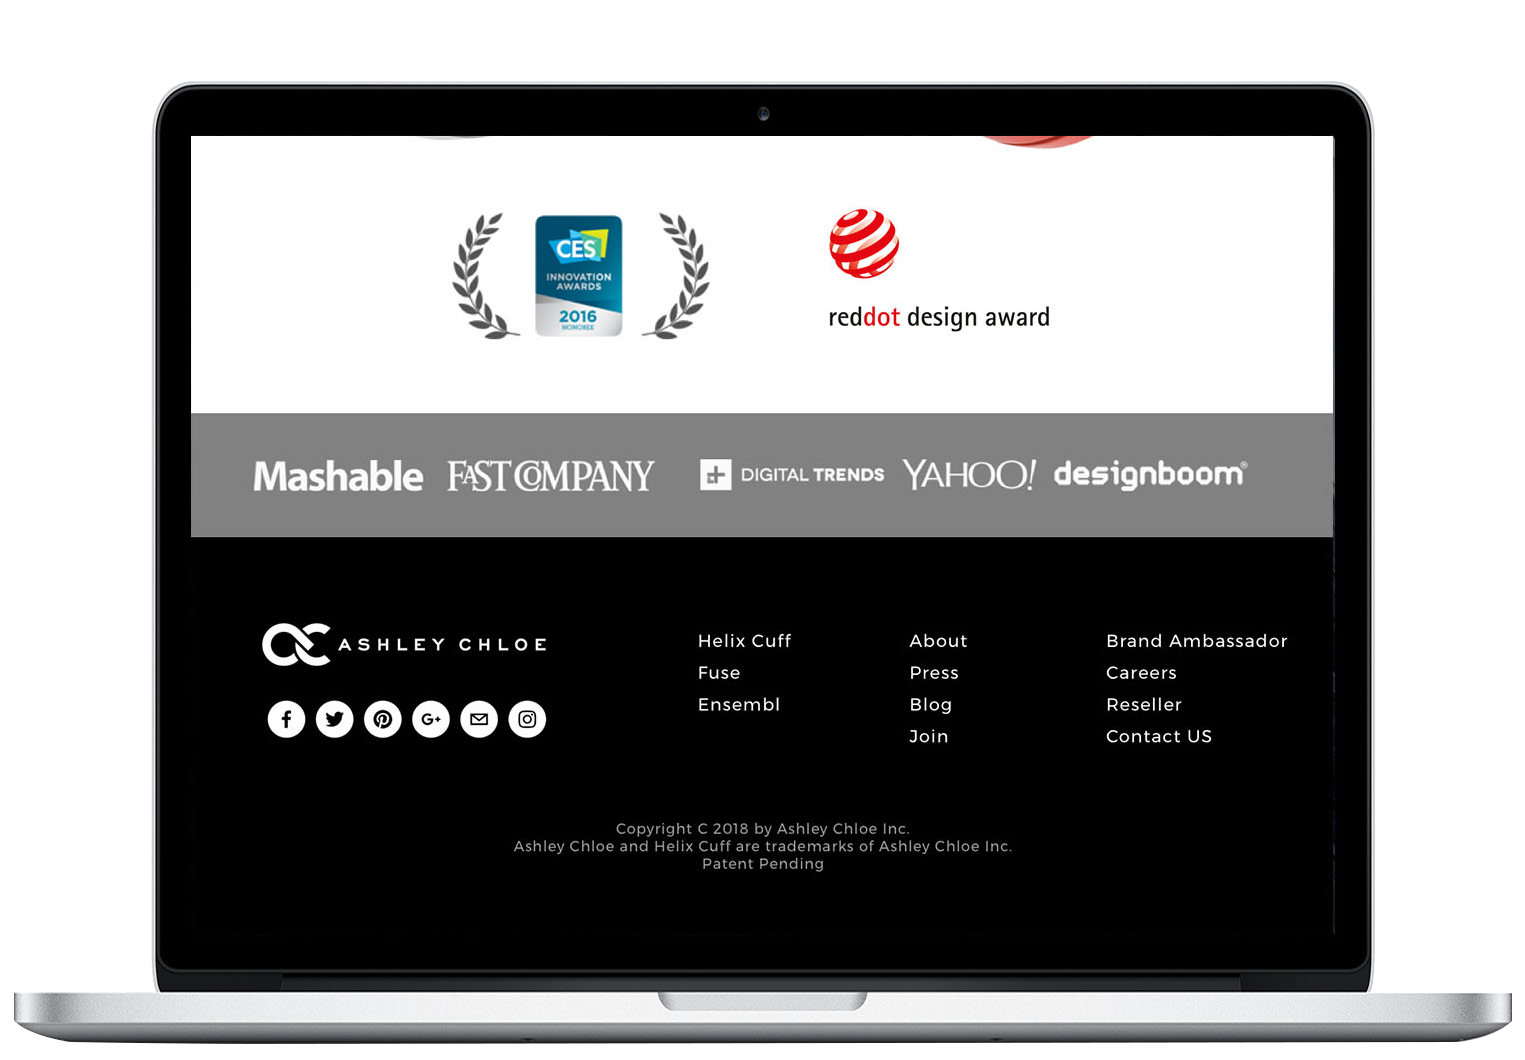 CES
INNOVATION
AWARDS
2016
HONOREE
reddot design award
Mashable FAST COMPANY DIGITAL TRENDS YAHOO! designboom®
ASHLEY CHLOE
Helix Cuff
Fuse
Ensembl
About
Press
Blog
Join
Brand Ambassador
Careers
Reseller
Contact US
Copyright C 2018 by Ashley Chloe Inc.
Ashley Chloe and Helix Cuff are trademarks of Ashley Chloe Inc.
Patent Pending